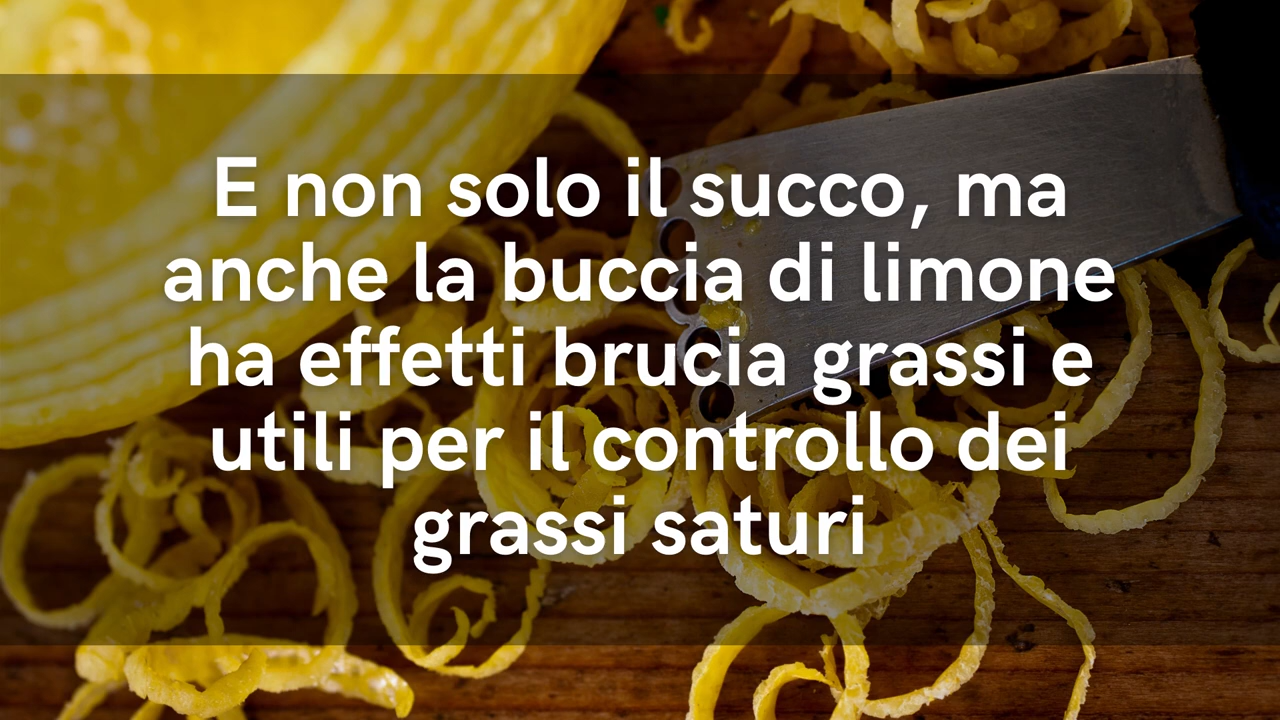 E non solo il succo, ma
anche la buccia di limone
ha effetti brucia grassi e
utili per il controllo dei
grassi saturi